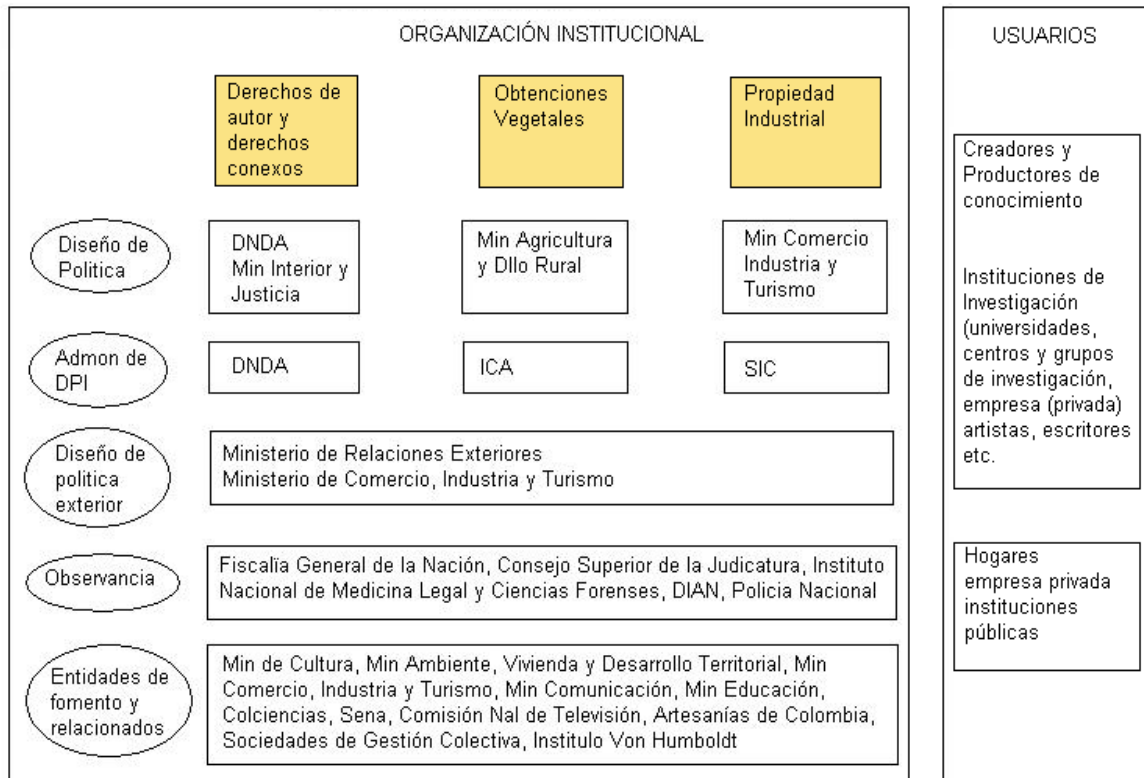 ORGANIZACIÓN INSTITUCIONAL
Derechos de
autor y
derechos
conexos
Obtenciones
Vegetales
Propiedad
Industrial
Diseño de
Politica
DNDA
Min Interior y
Justicia
Min Agricultura
y Dllo Rural
Min Comercio
Industria y
Turismo
Admon de
DPI
DNDA
ICA
SIC
Diseño de
politica
exterior
Ministerio de Relaciones Exteriores
Ministerio de Comercio, Industria y Turismo
Observancia
Fiscalïa General de la Nación, Consejo Superior de la Judicatura, Instituto
Nacional de Medicina Legal y Ciencias Forenses, DIAN, Policia Nacional
Entidades de
fomento y
relacionados
Min de Cultura, Min Ambiente, Vivienda y Desarrollo Territorial, Min
Comercio, Industria y Turismo, Min Comunicación, Min Educación,
Colciencias, Sena, Comisión Nal de Televisión, Artesanías de Colombia,
Sociedades de Gestión Colectiva, Institulo Von Humboldt
USUARIOS
Creadores y
Productores de
conocimiento
Instituciones de
Investigación
(universidades,
centros y grupos
de investigación,
empresa (privada)
artistas, escritores
etc.
Hogares
empresa privada
instituciones
públicas